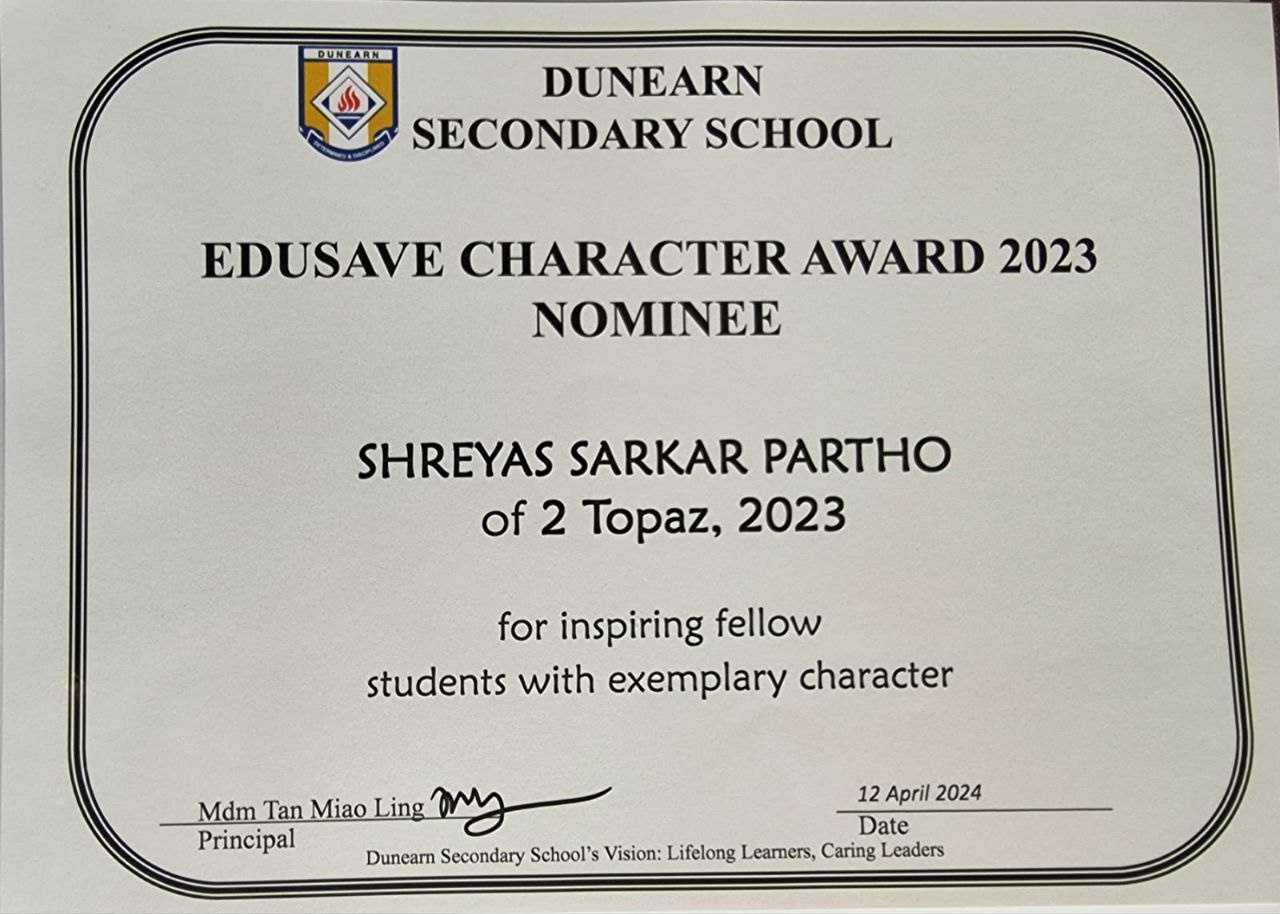 DUNEARN
DUNEARN
SECONDARY SCHOOL
DETERMINED & DISCIPLINED
EDUSAVE CHARACTER AWARD 2023
NOMINEE
SHREYAS SARKAR PARTHO
of 2 Topaz, 2023
for inspiring fellow
students with exemplary character
Mdm Tan Miao Ling
Principal
12 April 2024
Date
Dunearn Secondary School's Vision: Lifelong Learners, Caring Leaders